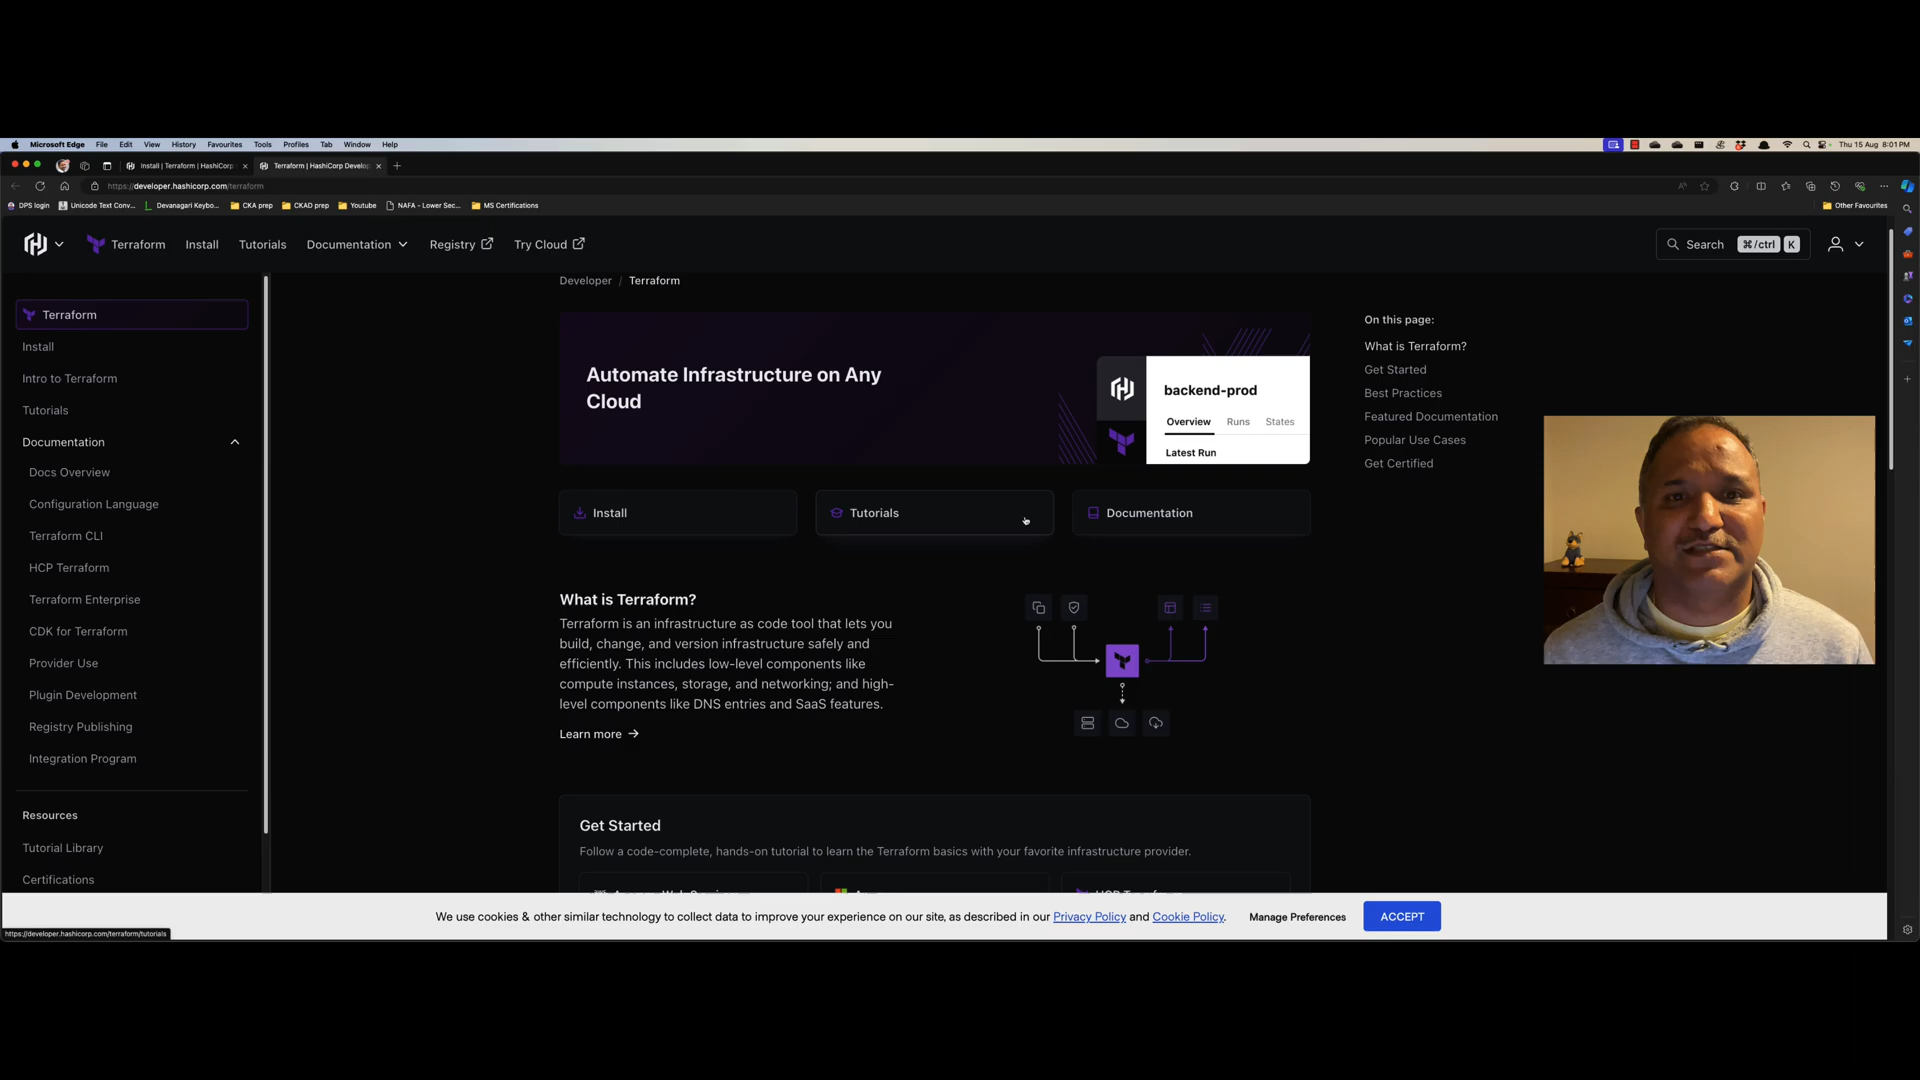 Microsoft Edge File Edit View History Favourites Tools Profiles Tab Window Help
Thu 15 Aug 8:01 PM
Install | Terraform | HashiCorp
Terraform | HashiCorp Develop
https://developer.hashicorp.com/terraform
DPS login Unicode Text Conv... Devanagari Keybo... CKA prep CKAD prep Youtube NAFA - Lower Sec... MS Certifications Other Favourites
Terraform Install Tutorials Documentation Registry Try Cloud Search ⌘/ctrl K
Developer / Terraform
Terraform
Install
Intro to Terraform
Tutorials
Documentation
Docs Overview
Configuration Language
Terraform CLI
HCP Terraform
Terraform Enterprise
CDK for Terraform
Provider Use
Plugin Development
Registry Publishing
Integration Program
Resources
Tutorial Library
Certifications
Automate Infrastructure on Any
Cloud
backend-prod
Overview Runs States
Latest Run
Install
Tutorials
Documentation
What is Terraform?
Terraform is an infrastructure as code tool that lets you
build, change, and version infrastructure safely and
efficiently. This includes low-level components like
compute instances, storage, and networking; and high-
level components like DNS entries and SaaS features.
Learn more →
Get Started
Follow a code-complete, hands-on tutorial to learn the Terraform basics with your favorite infrastructure provider.
On this page:
What is Terraform?
Get Started
Best Practices
Featured Documentation
Popular Use Cases
Get Certified
We use cookies & other similar technology to collect data to improve your experience on our site, as described in our Privacy Policy and Cookie Policy.
Manage Preferences
ACCEPT
https://developer.hashicorp.com/terraform/tutorials